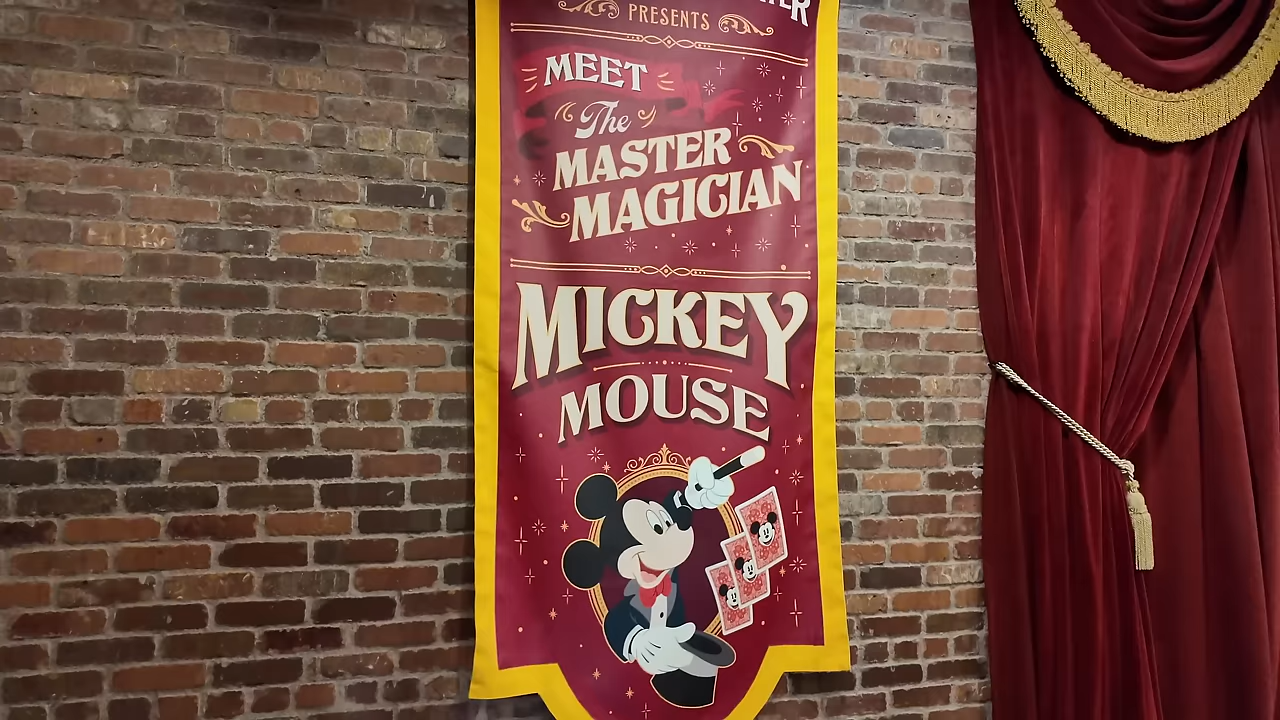 PRESENTS
MEET
The
MASTER
MAGICIAN
MICKEY
MOUSE